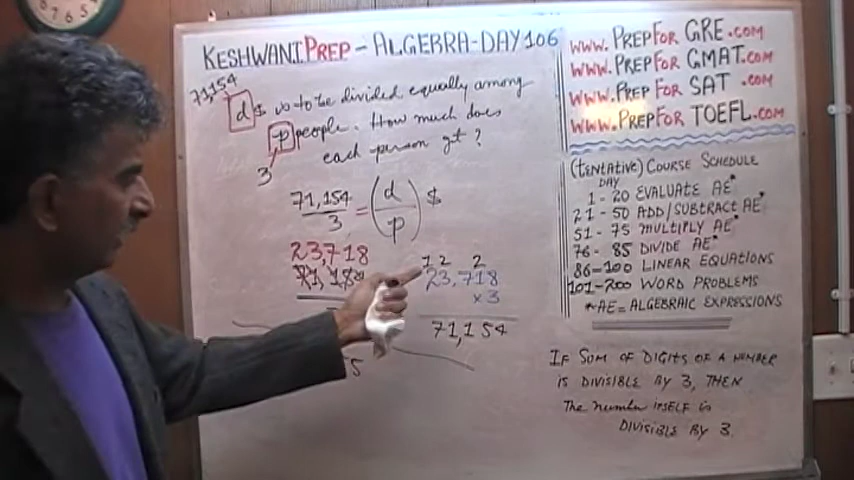 KESHWANI PREP - ALGEBRA - DAY 106
71,154
d $ is to be divided equally among
p people. How much does
each person get?
3
71,154
3
= (d/p) $
23,718
1 2 2
23,718
x 3
71,154
5
www.PREPFOR GRE.COM
www.PREPFOR GMAT.COM
www.PREPFOR SAT.COM
www.PREPFOR TOEFL.COM
(TENTATIVE) COURSE SCHEDULE
DAY
1 - 20 EVALUATE AE*
21 - 50 ADD/SUBTRACT AE*
51 - 75 MULTIPLY AE*
76 - 85 DIVIDE AE*
86-100 LINEAR EQUATIONS
101-200 WORD PROBLEMS
*AE = ALGEBRAIC EXPRESSIONS
IF SUM OF DIGITS OF A NUMBER
IS DIVISIBLE BY 3, THEN
The number ITSELF is
DIVISIBLE BY 3.